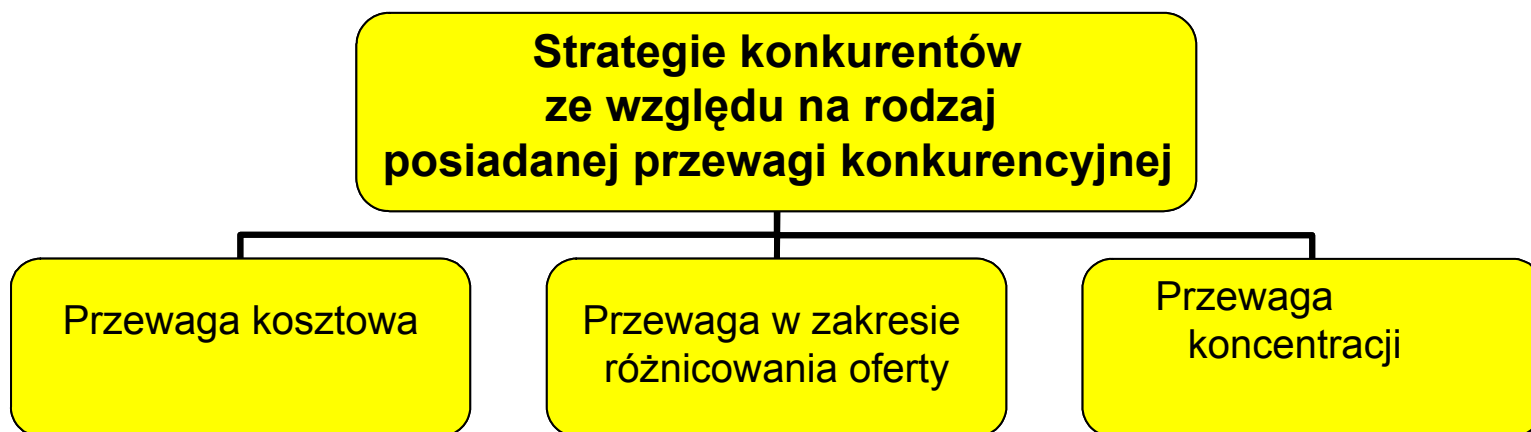 Strategie konkurentów
ze względu na rodzaj
posiadanej przewagi konkurencyjnej
Przewaga kosztowa
Przewaga w zakresie
różnicowania oferty
Przewaga
koncentracji